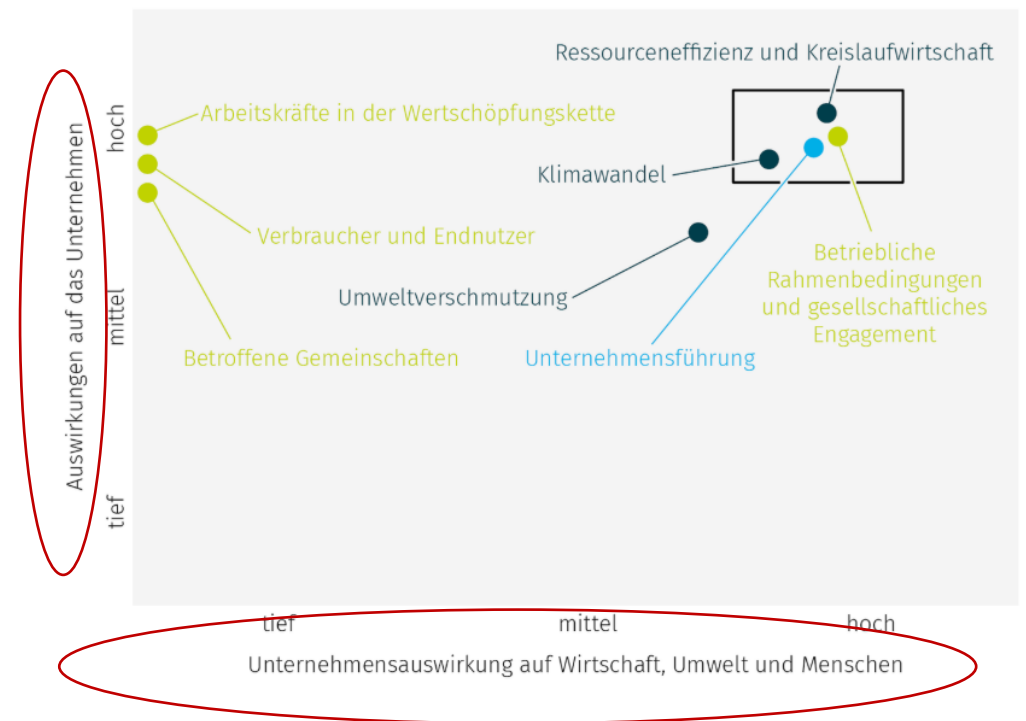 Ressourceneffizienz und Kreislaufwirtschaft
Arbeitskräfte in der Wertschöpfungskette
Klimawandel
Verbraucher und Endnutzer
Betriebliche
Rahmenbedingungen
und gesellschaftliches
Engagement
Umweltverschmutzung
Betroffene Gemeinschaften
Unternehmensführung
Auswirkungen auf das Unternehmen
hoch
mittel
tief
tief
mittel
hoch
Unternehmensauswirkung auf Wirtschaft, Umwelt und Menschen